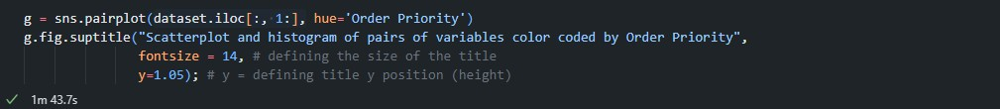 g = sns.pairplot(dataset.iloc[:, 1:], hue='Order Priority')
g.fig.suptitle("Scatterplot and histogram of pairs of variables color coded by Order Priority",
               fontsize = 14, # defining the size of the title
               y=1.05); # y = defining title y position (height)
✓ 1m 43.7s